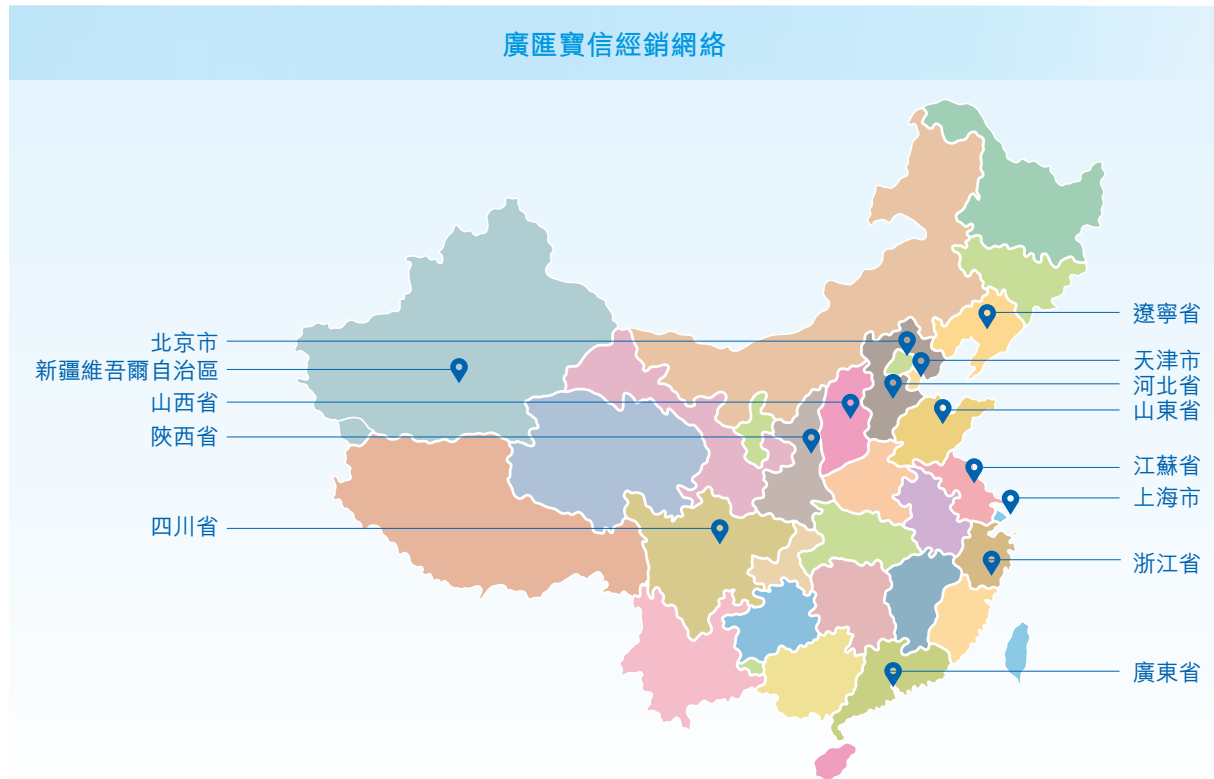 廣匯寶信經銷網絡
北京市
新疆維吾爾自治區
山西省
陝西省
四川省
遼寧省
天津市
河北省
山東省
江蘇省
上海市
浙江省
廣東省